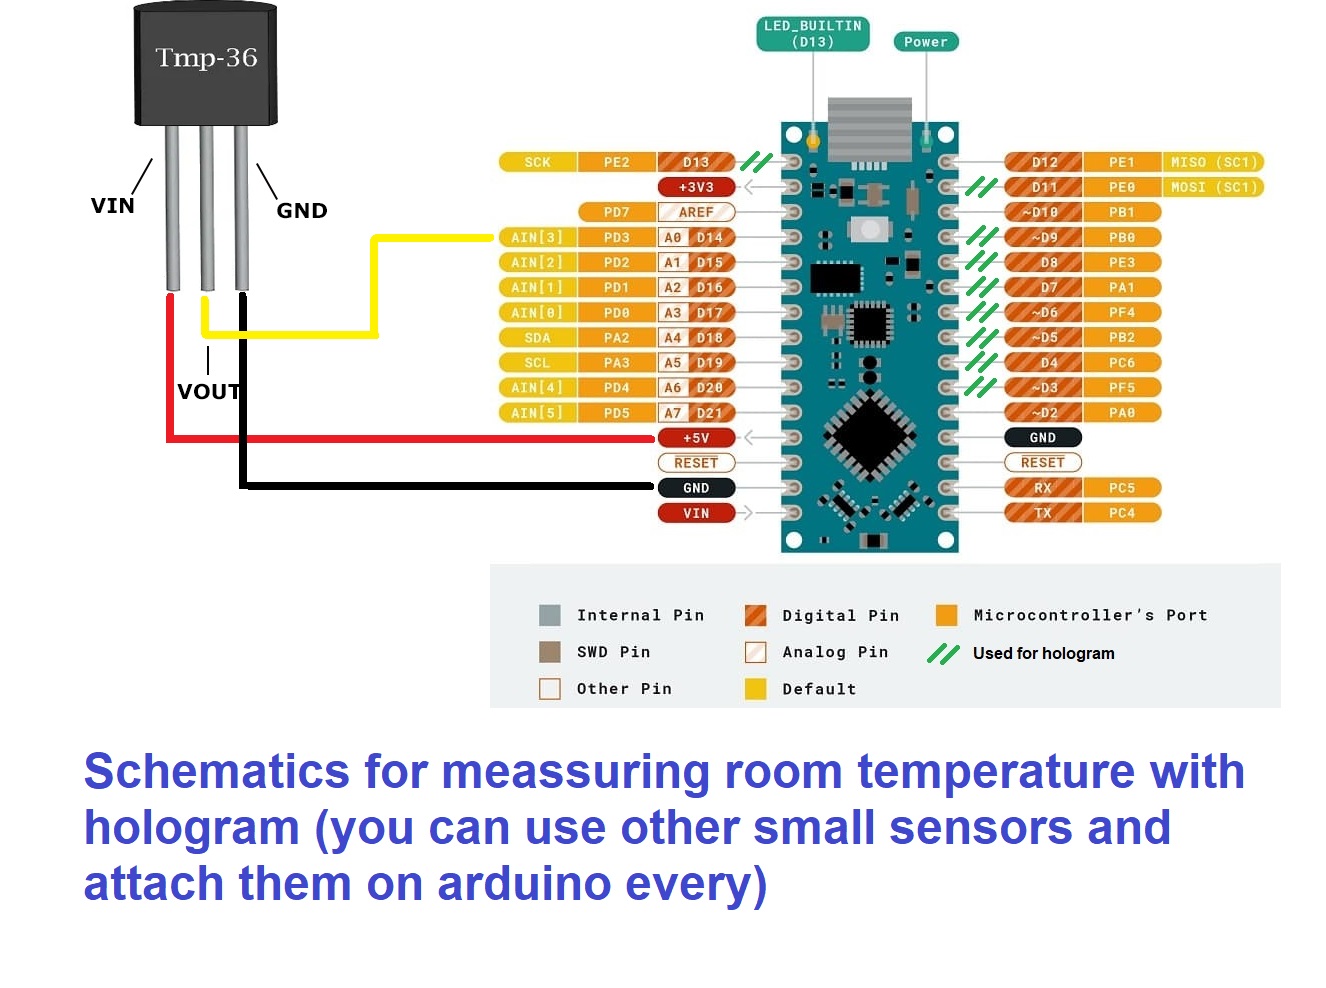 LED_BUILTIN
(D13)
Power
Tmp-36
VIN
GND
VOUT
SCK PE2 D13
+3V3
PD7 AREF
AIN[3] PD3 A0 D14
AIN[2] PD2 A1 D15
AIN[1] PD1 A2 D16
AIN[0] PD0 A3 D17
SDA PA2 A4 D18
SCL PA3 A5 D19
AIN[4] PD4 A6 D20
AIN[5] PD5 A7 D21
+5V
RESET
GND
VIN
D12 PE1 MISO (SC1)
D11 PE0 MOSI (SC1)
~D10 PB1
~D9 PB0
D8 PE3
D7 PA1
~D6 PF4
~D5 PB2
D4 PC6
~D3 PF5
~D2 PA0
GND
RESET
RX PC5
TX PC4
Internal Pin
SWD Pin
Other Pin
Digital Pin
Analog Pin
Default
Microcontroller's Port
Used for hologram
Schematics for meassuring room temperature with
hologram (you can use other small sensors and
attach them on arduino every)